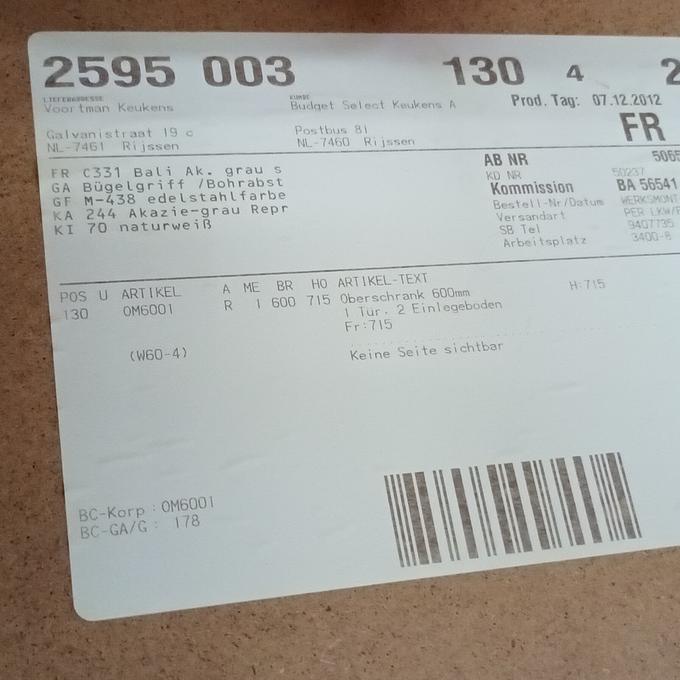 2595 003 130 4 2
LIEFERADRESSE KUNDE Prod. Tag: 07.12.2012
Voortman Keukens Budget Select Keukens A
FR
Galvanistraat 19 c Postbus 81
NL-7461 Rijssen NL-7460 Rijssen
FR C331 Bali Ak. grau s
GA Bügelgriff /Bohrabst
GF M-438 edelstahlfarbe
KA 244 Akazie-grau Repr
KI 70 naturweiß
AB NR 5065
KD NR 50237
Kommission BA 56541
Bestell-Nr/Datum WERKSMONT
Versandart PER LKW/F
SB Tel 9407735
Arbeitsplatz 3400-8
POS U ARTIKEL A ME BR HO ARTIKEL-TEXT
130 OM6001 R 1 600 715 Oberschrank 600mm H:715
1 Tür. 2 Einlegeboden
Fr:715
(W60-4) Keine Seite sichtbar
BC-Korp : OM6001
BC-GA/G : 178